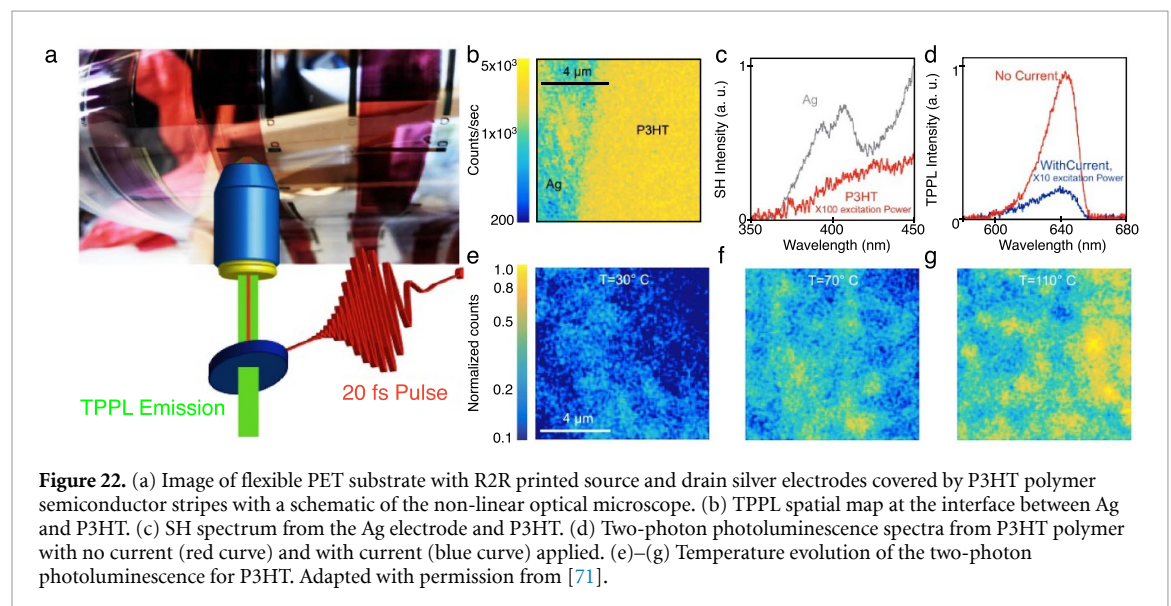 a
TPPL Emission
20 fs Pulse
b
Counts/sec
5x10³
1x10³
200
4 μm
P3HT
Ag
c
SH Intensity (a. u.)
1
0
Ag
P3HT
X100 excitation Power
350
400
450
Wavelength (nm)
d
TPPL Intensity (a. u.)
1
0
No Current
WithCurrent,
X10 excitation Power
600
640
680
Wavelength (nm)
e
Normalized counts
1.0
0.8
0.5
0.2
0.1
T=30° C
4 μm
f
T=70° C
g
T=110° C
Figure 22. (a) Image of flexible PET substrate with R2R printed source and drain silver electrodes covered by P3HT polymer
semiconductor stripes with a schematic of the non-linear optical microscope. (b) TPPL spatial map at the interface between Ag
and P3HT. (c) SH spectrum from the Ag electrode and P3HT. (d) Two-photon photoluminescence spectra from P3HT polymer
with no current (red curve) and with current (blue curve) applied. (e)–(g) Temperature evolution of the two-photon
photoluminescence for P3HT. Adapted with permission from [71].